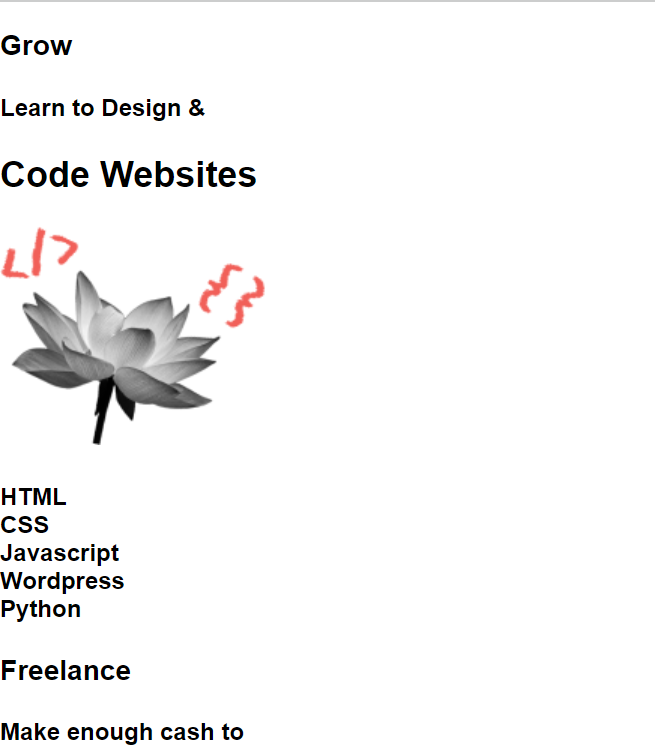 Grow
Learn to Design &
Code Websites
</>
{ }
HTML
CSS
Javascript
Wordpress
Python
Freelance
Make enough cash to